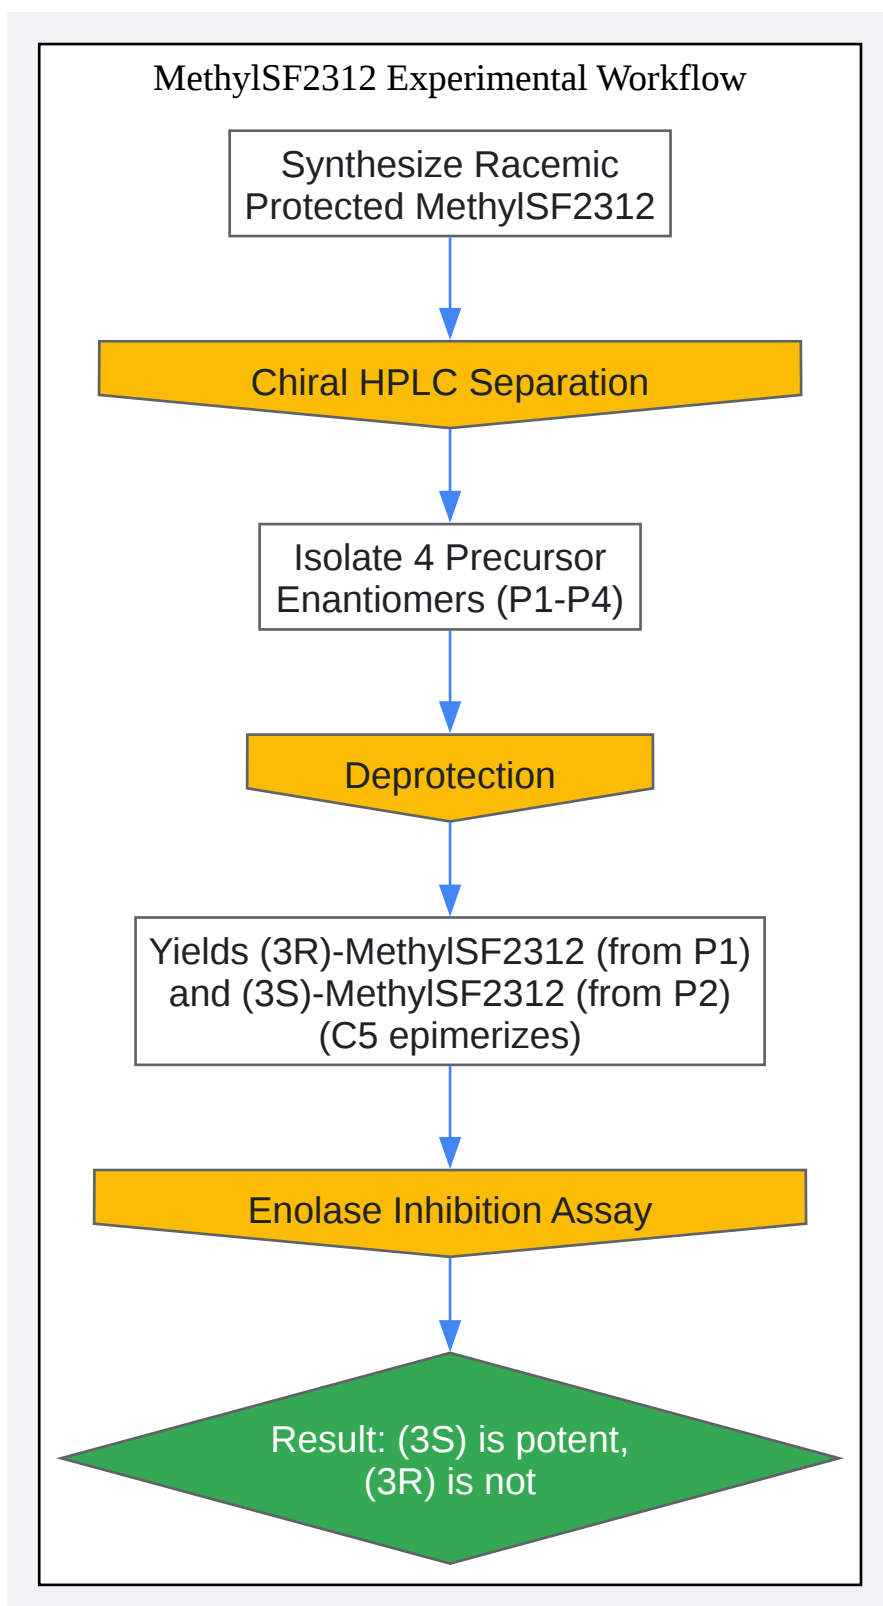 MethylSF2312 Experimental Workflow
Synthesize Racemic
Protected MethylSF2312
Chiral HPLC Separation
Isolate 4 Precursor
Enantiomers (P1-P4)
Deprotection
Yields (3R)-MethylSF2312 (from P1)
and (3S)-MethylSF2312 (from P2)
(C5 epimerizes)
Enolase Inhibition Assay
Result: (3S) is potent,
(3R) is not